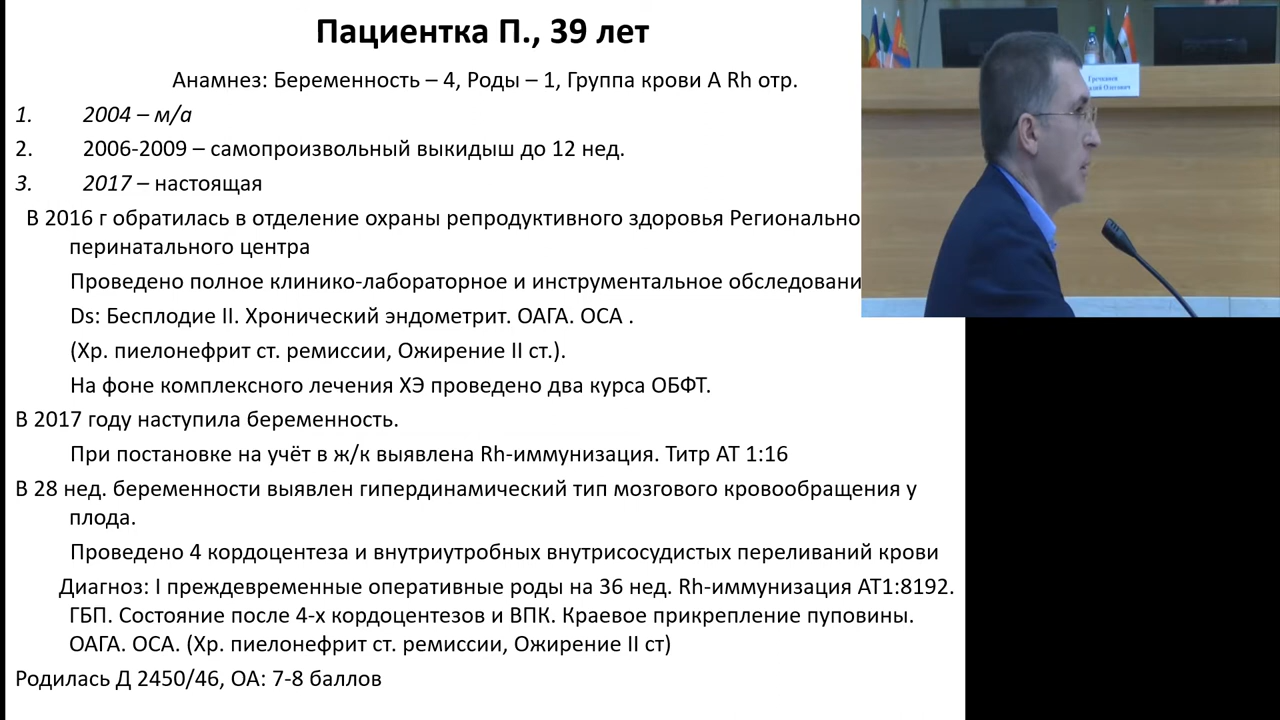 Пациентка П., 39 лет
Анамнез: Беременность – 4, Роды – 1, Группа крови А Rh отр.
1. 2004 – м/а
2. 2006-2009 – самопроизвольный выкидыш до 12 нед.
3. 2017 – настоящая
В 2016 г обратилась в отделение охраны репродуктивного здоровья Регионально
перинатального центра
Проведено полное клинико-лабораторное и инструментальное обследовани
Ds: Бесплодие II. Хронический эндометрит. ОАГА. ОСА .
(Хр. пиелонефрит ст. ремиссии, Ожирение II ст.).
На фоне комплексного лечения ХЭ проведено два курса ОБФТ.
В 2017 году наступила беременность.
При постановке на учёт в ж/к выявлена Rh-иммунизация. Титр АТ 1:16
В 28 нед. беременности выявлен гипердинамический тип мозгового кровообращения у
плода.
Проведено 4 кордоцентеза и внутриутробных внутрисосудистых переливаний крови
Диагноз: I преждевременные оперативные роды на 36 нед. Rh-иммунизация АТ1:8192.
ГБП. Состояние после 4-х кордоцентезов и ВПК. Краевое прикрепление пуповины.
ОАГА. ОСА. (Хр. пиелонефрит ст. ремиссии, Ожирение II ст)
Родилась Д 2450/46, ОА: 7-8 баллов